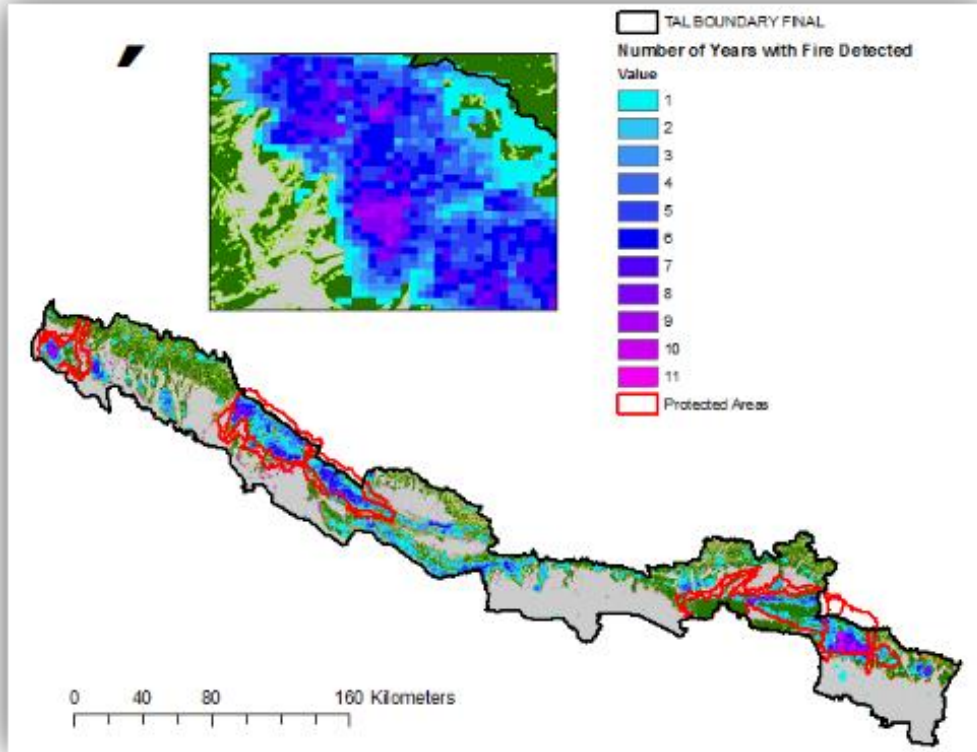 TAL BOUNDARY FINAL
Number of Years with Fire Detected
Value
1
2
3
4
5
6
7
8
9
10
11
Protected Areas
0 40 80 160 Kilometers